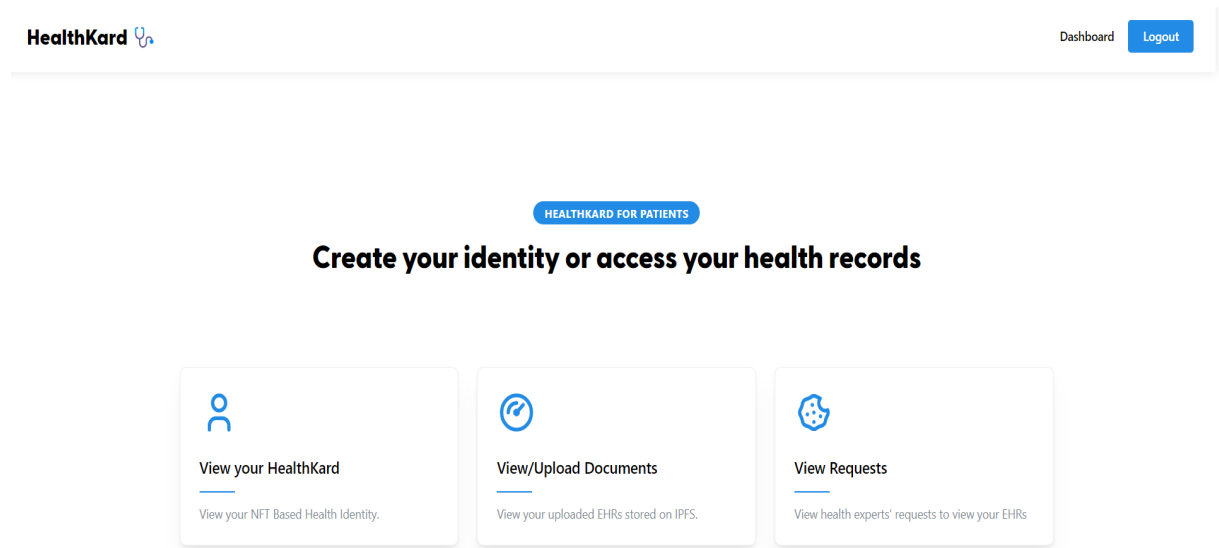 HealthKard
Dashboard
Logout
HEALTHKARD FOR PATIENTS
Create your identity or access your health records
View your HealthKard
View your NFT Based Health Identity.
View/Upload Documents
View your uploaded EHRs stored on IPFS.
View Requests
View health experts' requests to view your EHRs